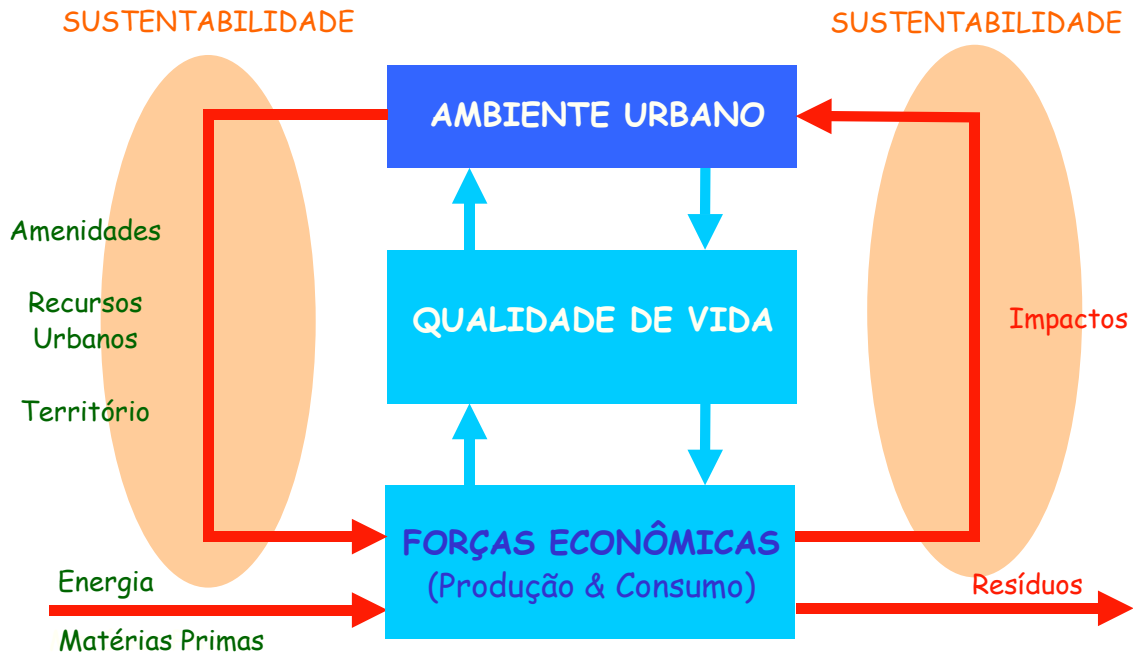 SUSTENTABILIDADE
SUSTENTABILIDADE
AMBIENTE URBANO
Amenidades
Recursos
Urbanos
QUALIDADE DE VIDA
Impactos
Território
FORÇAS ECONÔMICAS
(Produção & Consumo)
Energia
Resíduos
Matérias Primas